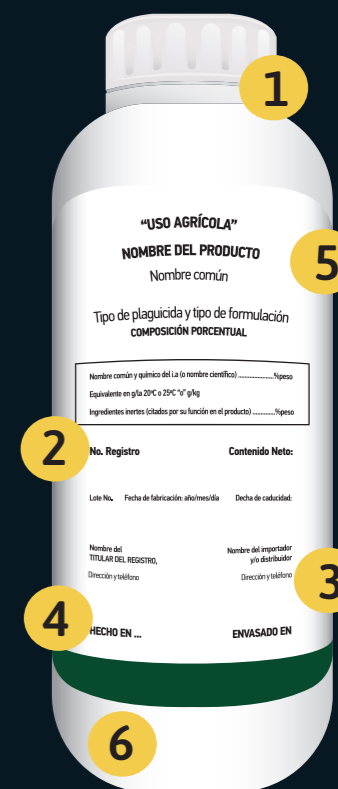 1
“USO AGRÍCOLA”
NOMBRE DEL PRODUCTO
Nombre común
5
Tipo de plaguicida y tipo de formulación
COMPOSICIÓN PORCENTUAL
Nombre común y químico del i.a (o nombre científico) ..............%peso
Equivalente en g/la 20ºC o 25ºC “o” g/kg
Ingredientes inertes (citados por su función en el producto) ..........%peso
2
No. Registro Contenido Neto:
Lote No. Fecha de fabricación: año/mes/día Decha de caducidad:
Nombre del Nombre del importador
TITULAR DEL REGISTRO, y/o distribuidor
Dirección y teléfono Dirección y teléfono
3
4
HECHO EN ... ENVASADO EN
6